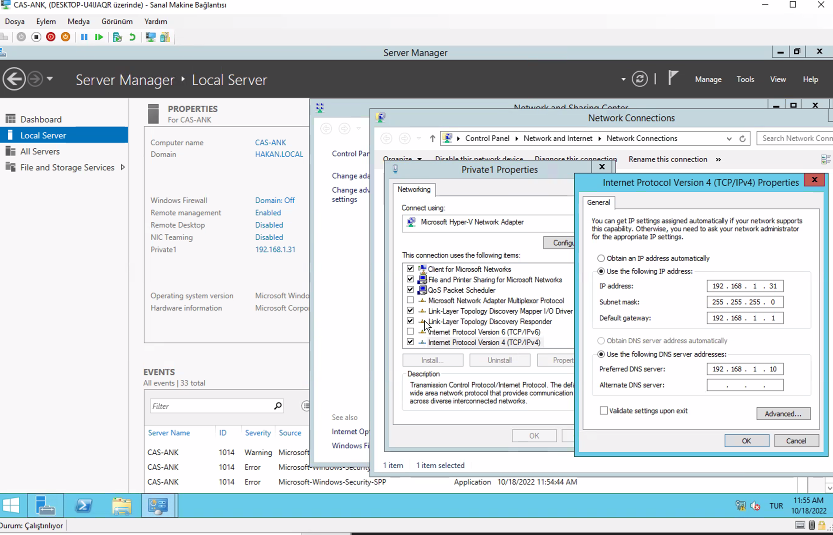 CAS-ANK, (DESKTOP-U4UAQR üzerinde) - Sanal Makine Bağlantısı
Dosya Eylem Medya Görünüm Yardım
Server Manager
Server Manager ▸ Local Server
Manage Tools View Help
Dashboard
Local Server
All Servers
File and Storage Services
PROPERTIES
For CAS-ANK
Computer name CAS-ANK
Domain HAKAN.LOCAL
Windows Firewall Domain: Off
Remote management Enabled
Remote Desktop Disabled
NIC Teaming Disabled
Private1 192.168.1.31
Operating system version Microsoft Windo
Hardware information Microsoft Corpo
EVENTS
All events | 33 total
Filter
Server Name ID Severity Source
CAS-ANK 1014 Warning Microsoft
CAS-ANK 1014 Error Microsoft-Windows-Security
CAS-ANK 1014 Error Microsoft-Windows-Security-SPP Application 10/18/2022 11:54:44 AM
Network and Sharing Center
Control Pan
Change ada
Change adv
settings
See also
Internet Op
Windows Fi
Network Connections
Control Panel ▸ Network and Internet ▸ Network Connections
Search Network Conn
Organize Disable this network device Diagnose this connection Rename this connection »
1 item 1 item selected
Private1 Properties
Networking
Connect using:
Microsoft Hyper-V Network Adapter
Configu
This connection uses the following items:
Client for Microsoft Networks
File and Printer Sharing for Microsoft Networks
QoS Packet Scheduler
Microsoft Network Adapter Multiplexor Protocol
Link-Layer Topology Discovery Mapper I/O Driver
Link-Layer Topology Discovery Responder
Internet Protocol Version 6 (TCP/IPv6)
Internet Protocol Version 4 (TCP/IPv4)
Install... Uninstall Propert
Description
Transmission Control Protocol/Internet Protocol. The defa
wide area network protocol that provides communication
across diverse interconnected networks.
OK
Internet Protocol Version 4 (TCP/IPv4) Properties
General
You can get IP settings assigned automatically if your network supports
this capability. Otherwise, you need to ask your network administrator
for the appropriate IP settings.
Obtain an IP address automatically
Use the following IP address:
IP address: 192 . 168 . 1 . 31
Subnet mask: 255 . 255 . 255 . 0
Default gateway: 192 . 168 . 1 . 1
Obtain DNS server address automatically
Use the following DNS server addresses:
Preferred DNS server: 192 . 168 . 1 . 10
Alternate DNS server: . . .
Validate settings upon exit
Advanced...
OK Cancel
TUR
11:55 AM
10/18/2022
Durum: Çalıştırılıyor